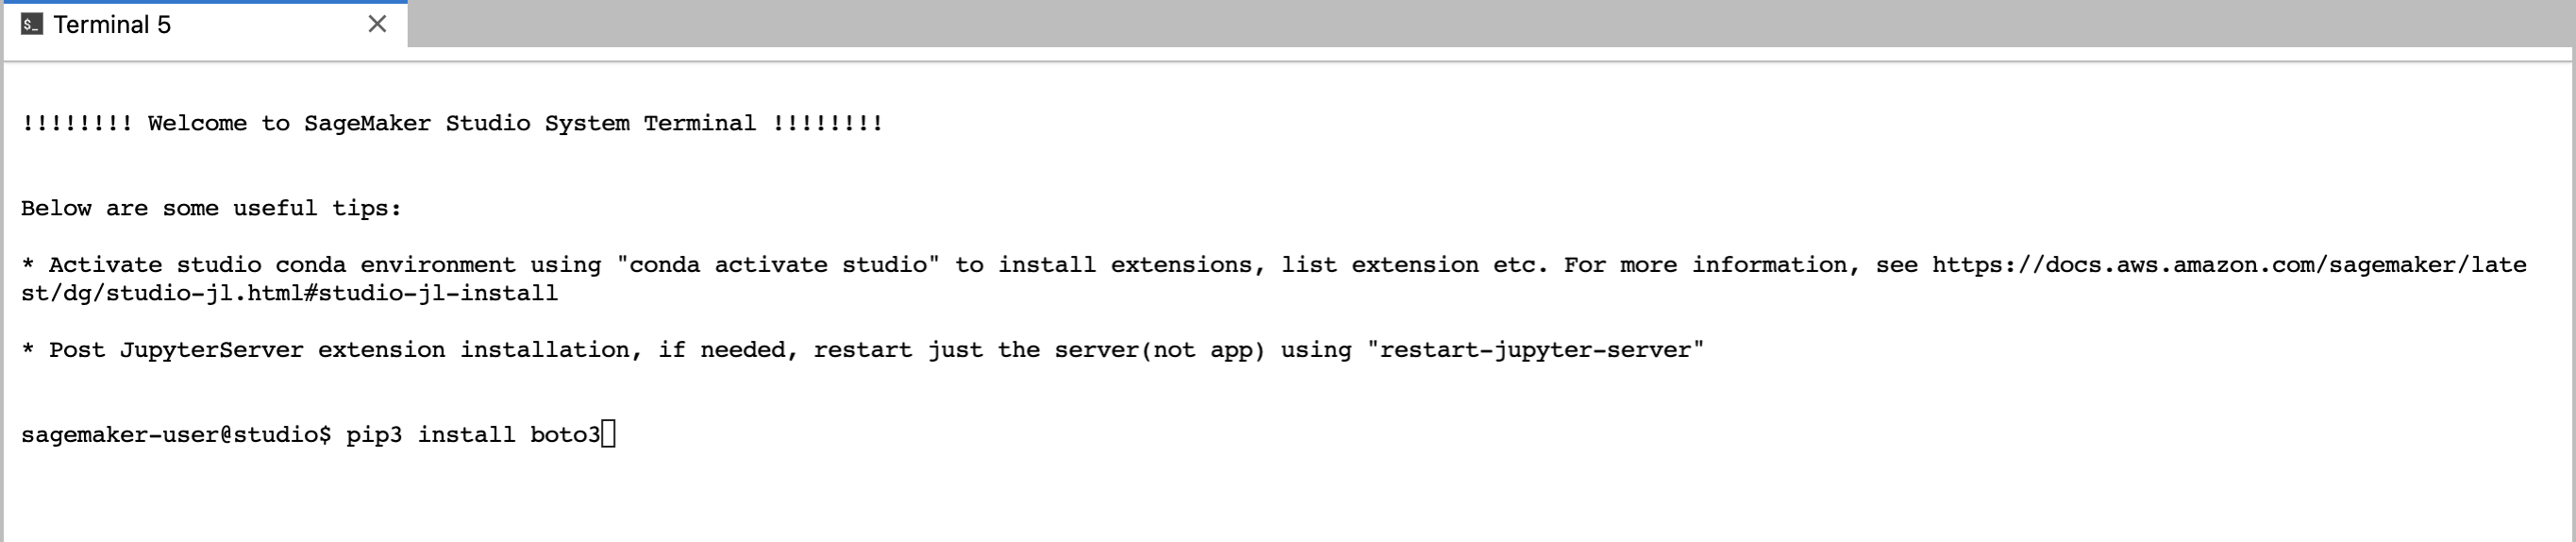 $_ Terminal 5
!!!!!!!! Welcome to SageMaker Studio System Terminal !!!!!!!!
Below are some useful tips:
* Activate studio conda environment using "conda activate studio" to install extensions, list extension etc. For more information, see https://docs.aws.amazon.com/sagemaker/late
st/dg/studio-jl.html#studio-jl-install
* Post JupyterServer extension installation, if needed, restart just the server(not app) using "restart-jupyter-server"
sagemaker-user@studio$ pip3 install boto3